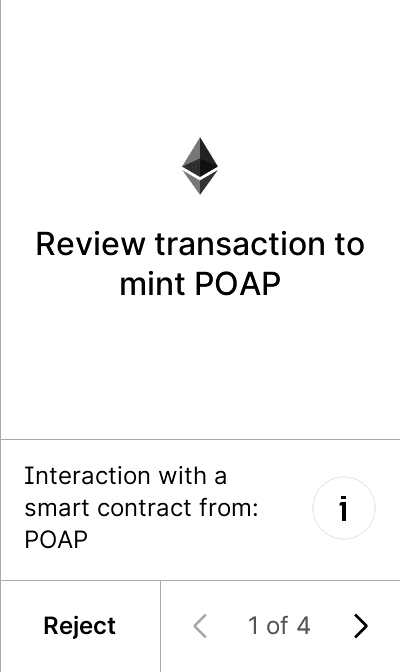 Review transaction to
mint POAP
Interaction with a
smart contract from:
POAP
i
Reject
1 of 4